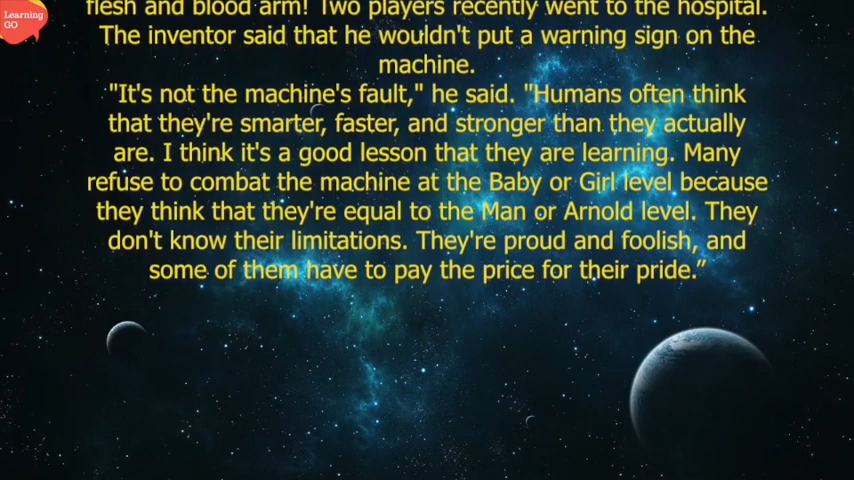 Learning
GO
flesh and blood arm! Two players recently went to the hospital.
The inventor said that he wouldn't put a warning sign on the
machine.
"It's not the machine's fault," he said. "Humans often think
that they're smarter, faster, and stronger than they actually
are. I think it's a good lesson that they are learning. Many
refuse to combat the machine at the Baby or Girl level because
they think that they're equal to the Man or Arnold level. They
don't know their limitations. They're proud and foolish, and
some of them have to pay the price for their pride.”